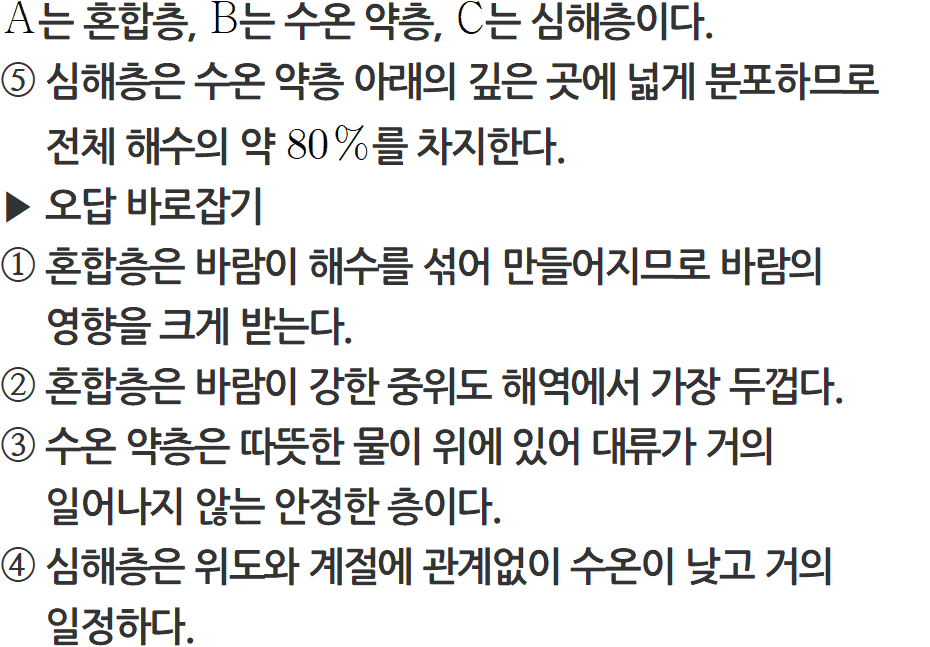 A는 혼합층, B는 수온 약층, C는 심해층이다.
⑤ 심해층은 수온 약층 아래의 깊은 곳에 넓게 분포하므로
전체 해수의 약 80%를 차지한다.
▶ 오답 바로잡기
① 혼합층은 바람이 해수를 섞어 만들어지므로 바람의
영향을 크게 받는다.
② 혼합층은 바람이 강한 중위도 해역에서 가장 두껍다.
③ 수온 약층은 따뜻한 물이 위에 있어 대류가 거의
일어나지 않는 안정한 층이다.
④ 심해층은 위도와 계절에 관계없이 수온이 낮고 거의
일정하다.